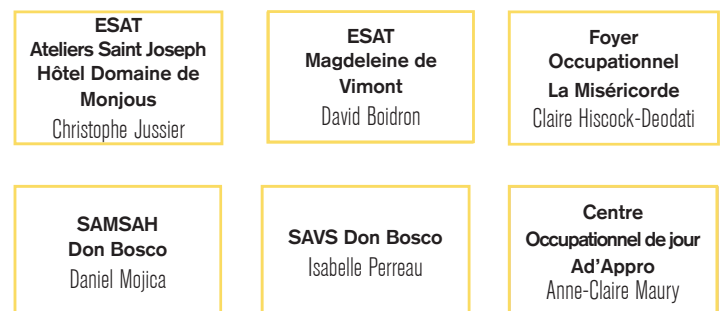 ESAT
Ateliers Saint Joseph
Hôtel Domaine de
Monjous
Christophe Jussier
ESAT
Magdeleine de
Vimont
David Boidron
Foyer
Occupationnel
La Miséricorde
Claire Hiscock-Deodati
SAMSAH
Don Bosco
Daniel Mojica
SAVS Don Bosco
Isabelle Perreau
Centre
Occupationnel de jour
Ad'Appro
Anne-Claire Maury